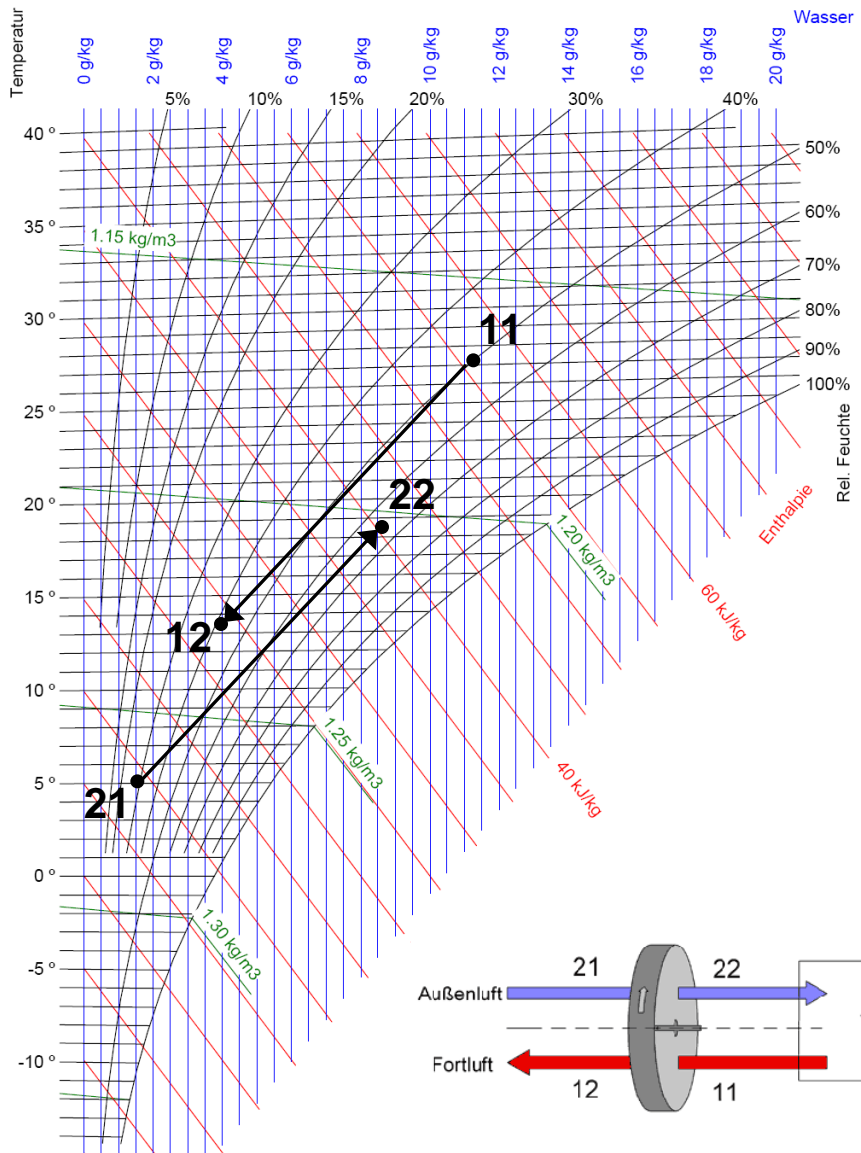 Temperatur
0 g/kg
2 g/kg
4 g/kg
6 g/kg
8 g/kg
10 g/kg
12 g/kg
14 g/kg
16 g/kg
18 g/kg
20 g/kg
Wasser
5%
10%
15%
20%
30%
40%
50%
60%
70%
80%
90%
100%
Rel. Feuchte
40 °
35 °
30 °
25 °
20 °
15 °
10 °
5 °
0 °
-5 °
-10 °
1.15 kg/m3
11
22
1.20 kg/m3
Enthalpie
60 kJ/kg
12
1.25 kg/m3
21
40 kJ/kg
1.30 kg/m3
21
22
Außenluft
Fortluft
12
11